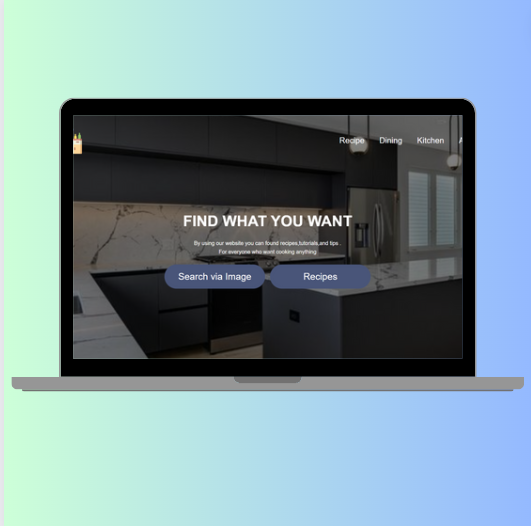 Recipe Dining Kitchen A
FIND WHAT YOU WANT
By using our website you can found recipes,tutorials,and tips .
For everyone who want cooking anything
Search via Image Recipes